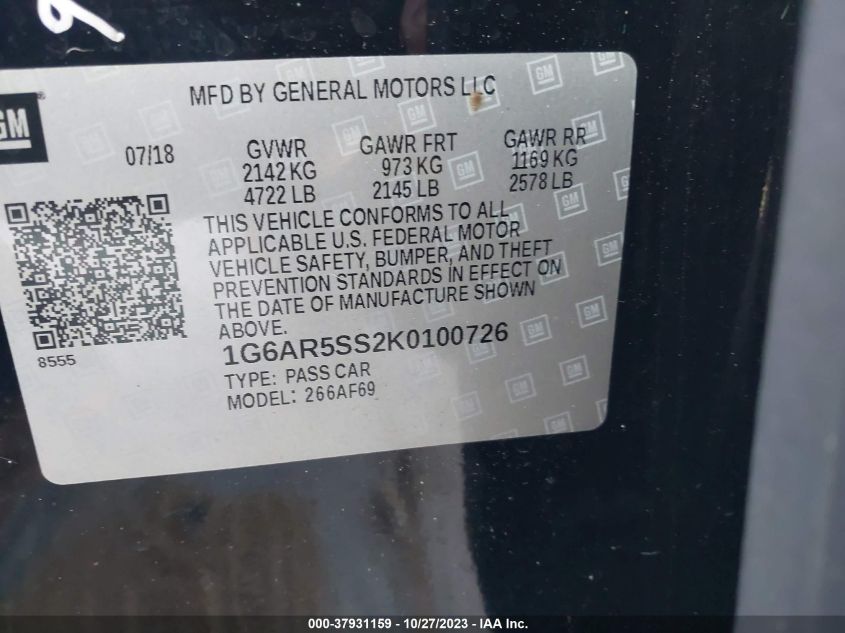 9
GM
MFD BY GENERAL MOTORS LLC
07/18
GVWR
2142 KG
4722 LB
GAWR FRT
973 KG
2145 LB
GAWR RR
1169 KG
2578 LB
THIS VEHICLE CONFORMS TO ALL
APPLICABLE U.S. FEDERAL MOTOR
VEHICLE SAFETY, BUMPER, AND THEFT
PREVENTION STANDARDS IN EFFECT ON
THE DATE OF MANUFACTURE SHOWN
ABOVE.
8555
1G6AR5SS2K0100726
TYPE: PASS CAR
MODEL: 266AF69
000-37931159 - 10/27/2023 - IAA Inc.